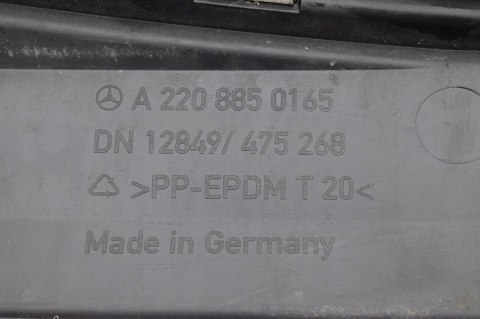 A 220 885 0165
DN 12849/ 475 268
>PP-EPDM T 20<
Made in Germany